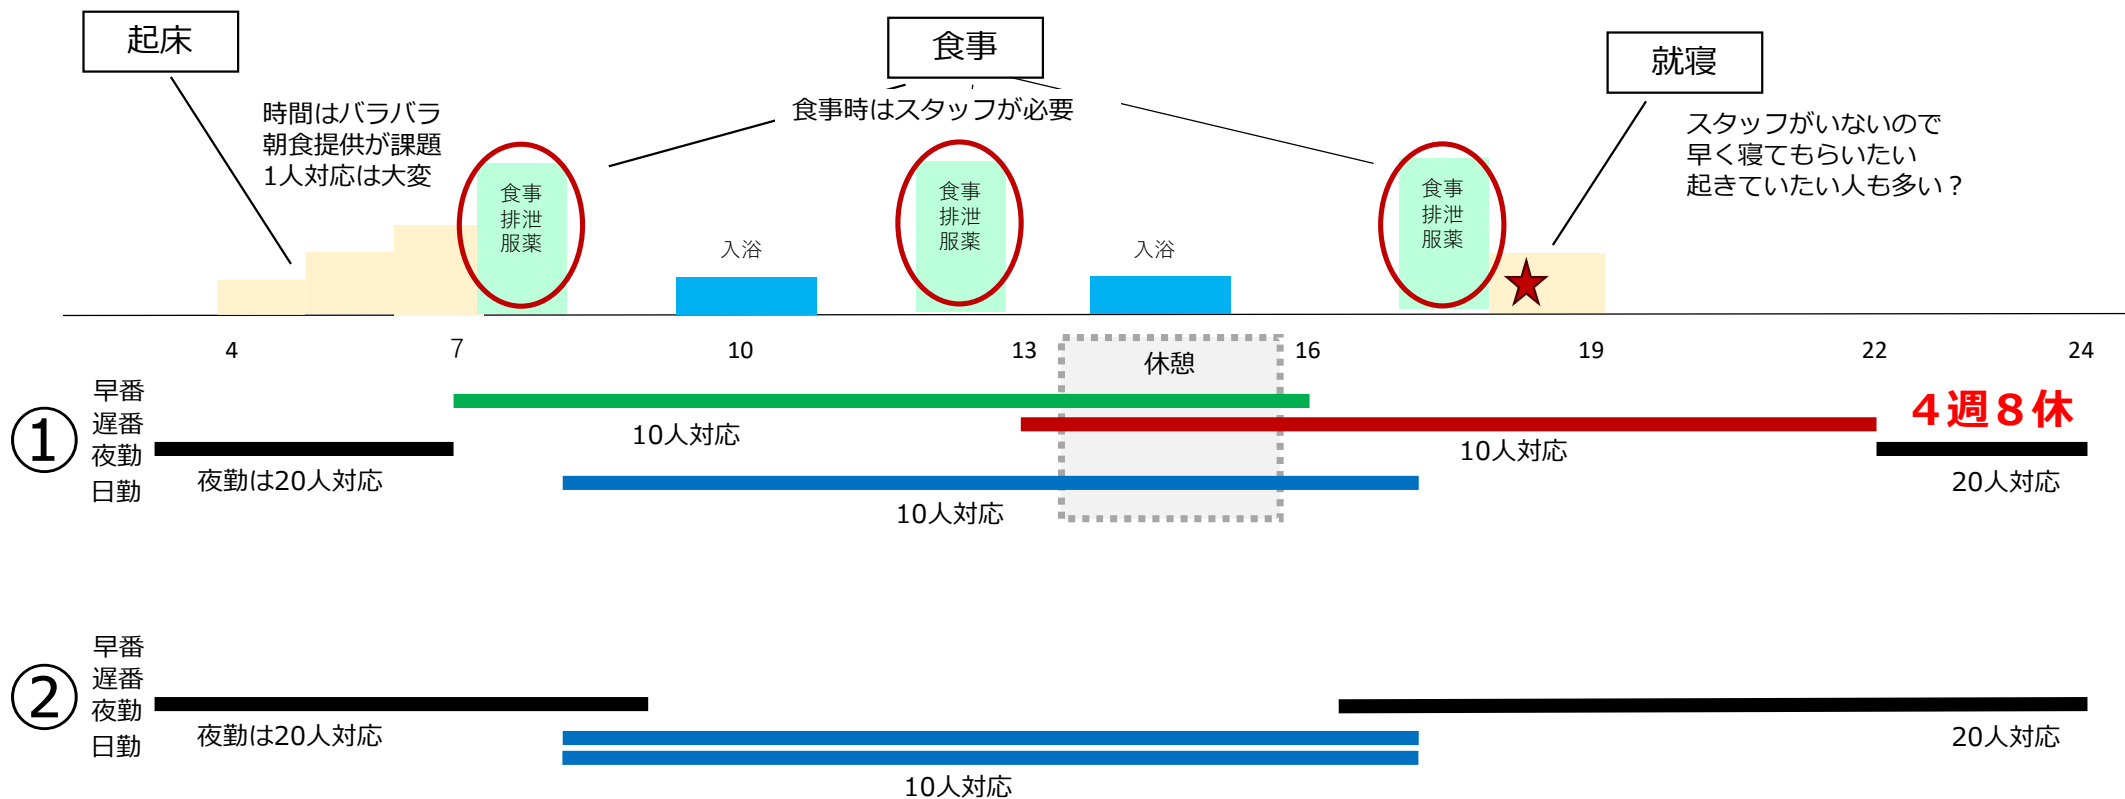 起床
食事
就寝
時間はバラバラ
朝食提供が課題
1人対応は大変
食事時はスタッフが必要
スタッフがいないので
早く寝てもらいたい
起きていたい人も多い？
食事
排泄
服薬
入浴
食事
排泄
服薬
入浴
食事
排泄
服薬
4 7 10 13 16 19 22 24
休憩
①
早番
遅番
夜勤
日勤
10人対応
10人対応
４週８休
夜勤は20人対応
20人対応
10人対応
②
早番
遅番
夜勤
日勤
夜勤は20人対応
20人対応
10人対応